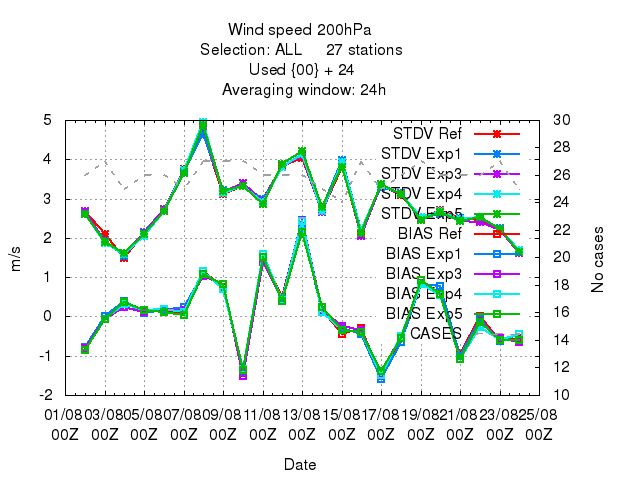 Wind speed 200hPa
Selection: ALL 27 stations
Used {00} + 24
Averaging window: 24h
5 30
4 28
3 26
2 24
1 22
0 20
-1 18
-2 16
14
12
10
m/s
No cases
STDV Ref
STDV Exp1
STDV Exp3
STDV Exp4
STDV Exp5
BIAS Ref
BIAS Exp1
BIAS Exp3
BIAS Exp4
BIAS Exp5
CASES
01/08 03/08 05/08 07/08 09/08 11/08 13/08 15/08 17/08 19/08 21/08 23/08 25/08
00Z 00Z 00Z 00Z 00Z 00Z 00Z 00Z 00Z 00Z 00Z 00Z 00Z
Date